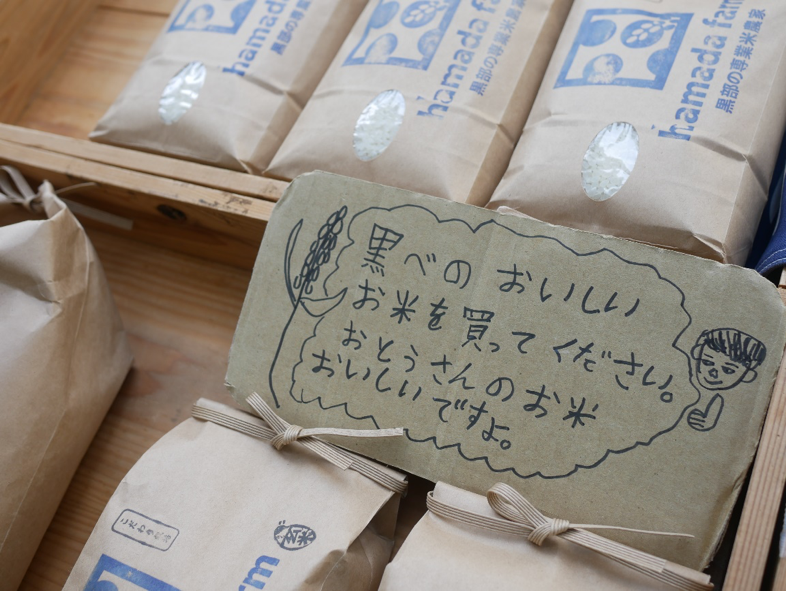 hamada
hamada farm
黒部の専業米農家
hamada farm
黒部の専業米農家
黒べの おいしい
お米を買ってください。
おとうさんのお米
おいしいですよ。
玄米
farm